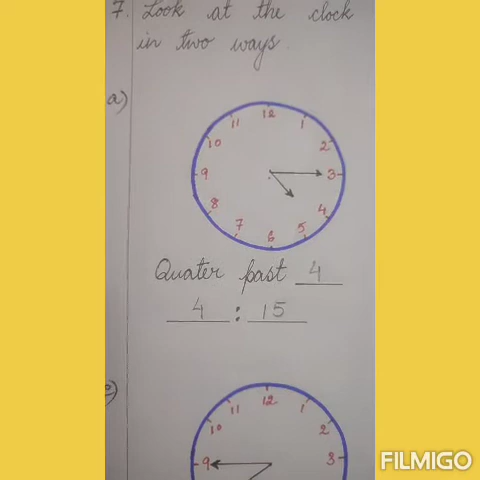 7. Look at the clock
in two ways
a)
12
11 1
10 2
9 3
8 4
7 5
6
Quater past 4
4 : 15
12
11 1
10 2
9 3
FILMIGO